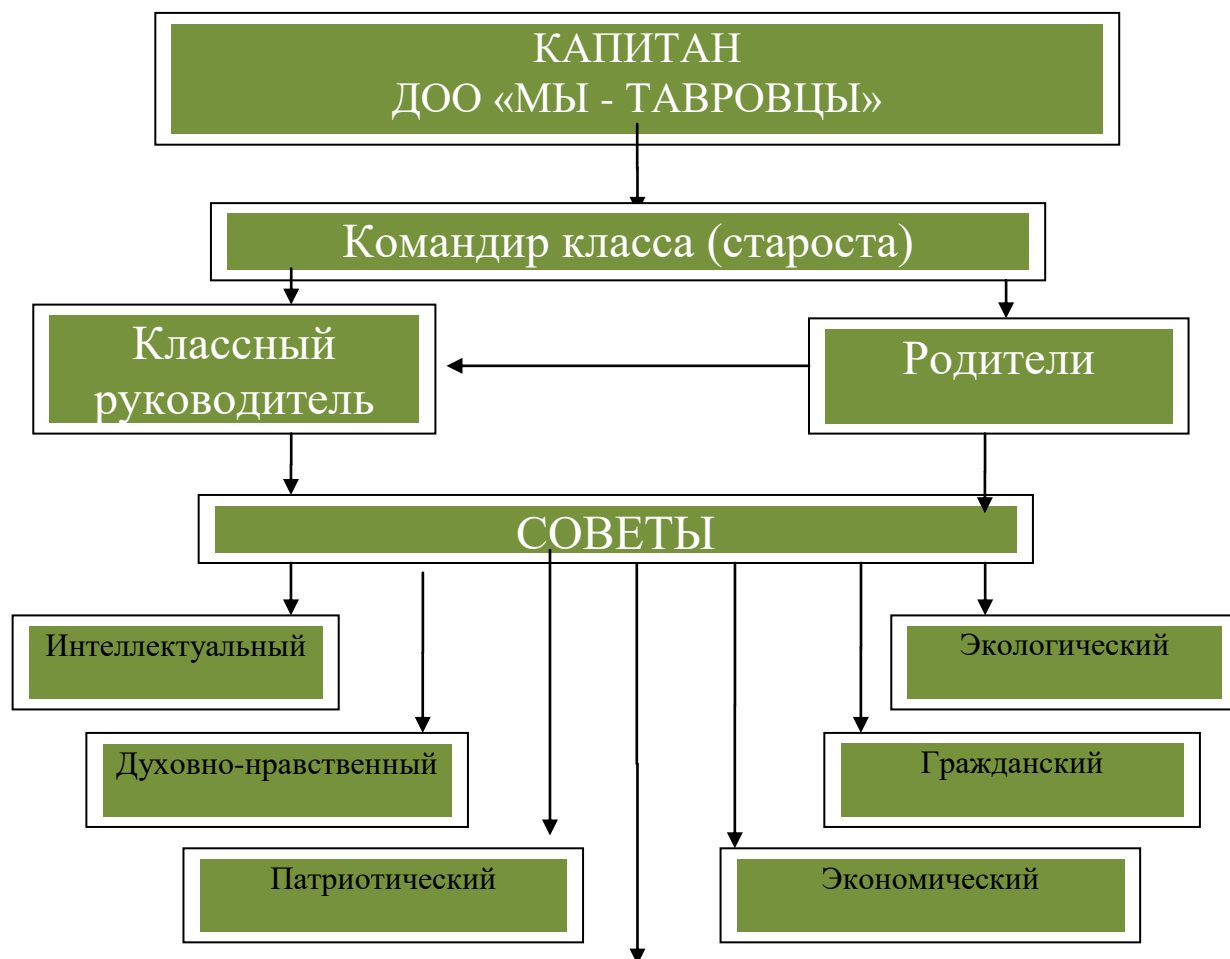 КАПИТАН
ДОО «МЫ - ТАВРОВЦЫ»
Командир класса (староста)
Классный
руководитель
Родители
СОВЕТЫ
Интеллектуальный
Экологический
Духовно-нравственный
Гражданский
Патриотический
Экономический